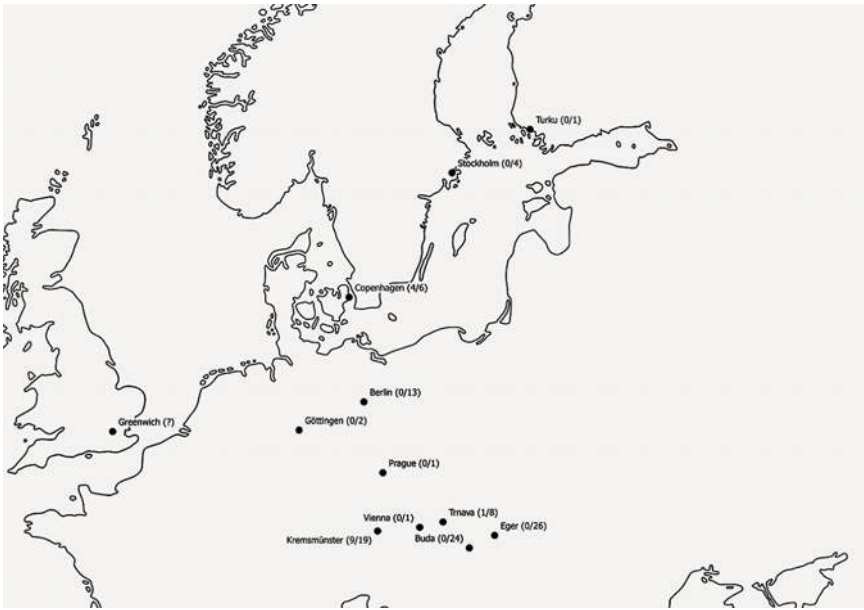 Turku (0/1)
Stockholm (0/4)
Copenhagen (4/6)
Berlin (0/13)
Greenwich (?)
Göttingen (0/2)
Prague (0/1)
Vienna (0/1)
Trnava (1/8)
Eger (0/26)
Kremsmünster (9/19)
Buda (0/24)